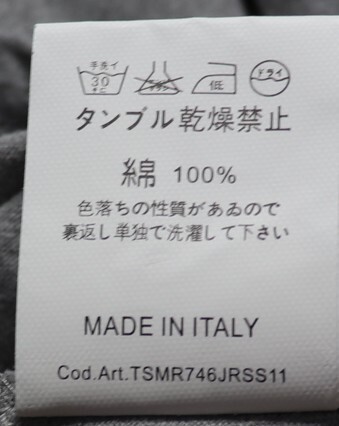 手洗イ 30 低 ドライ
タンブル乾燥禁止
綿 100%
色落ちの性質があゐので
裏返し単独で洗濯して下さい
MADE IN ITALY
Cod.Art.TSMR746JRSS11